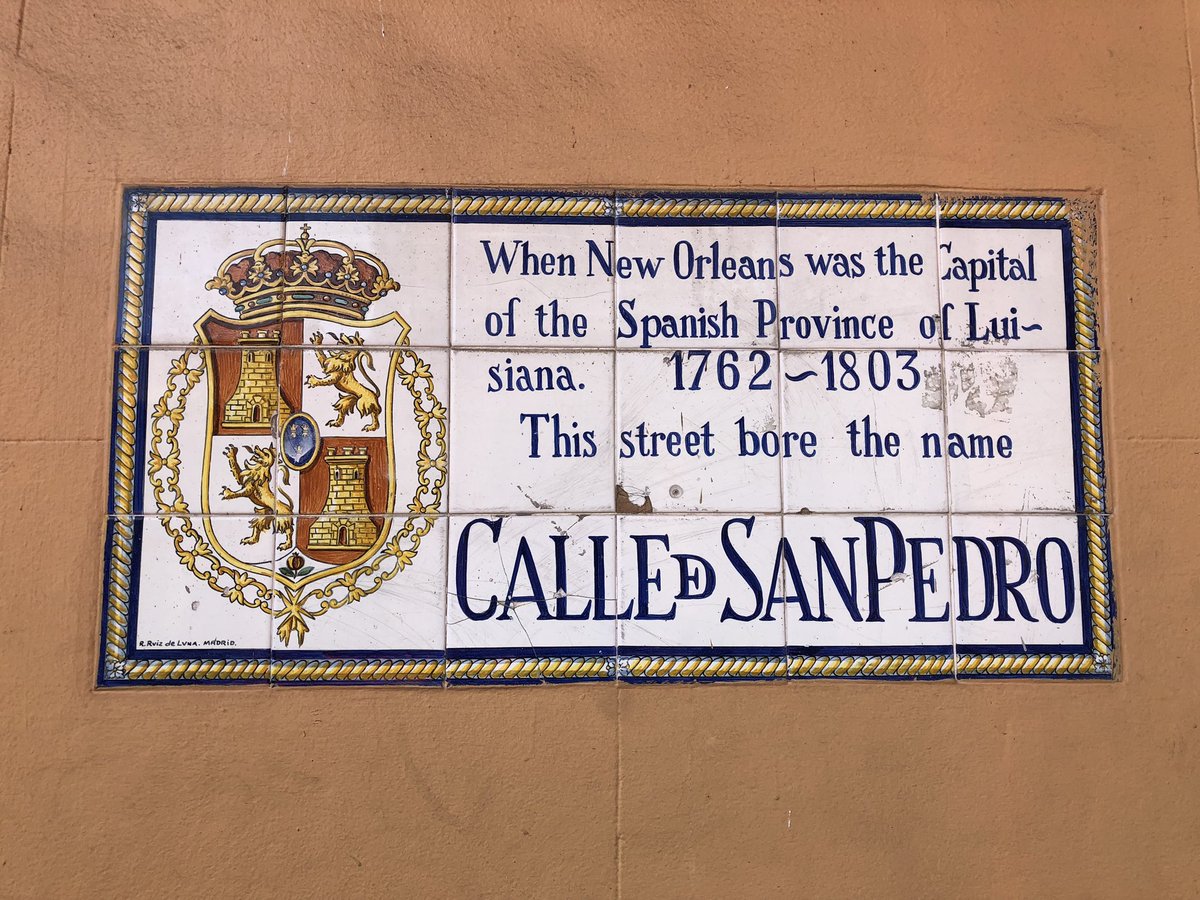 When New Orleans was the Capital
of the Spanish Province of Lui~
siana. 1762~1803
This street bore the name
CALLE DE SAN PEDRO
R. Ruiz de LUNA. MADRID.